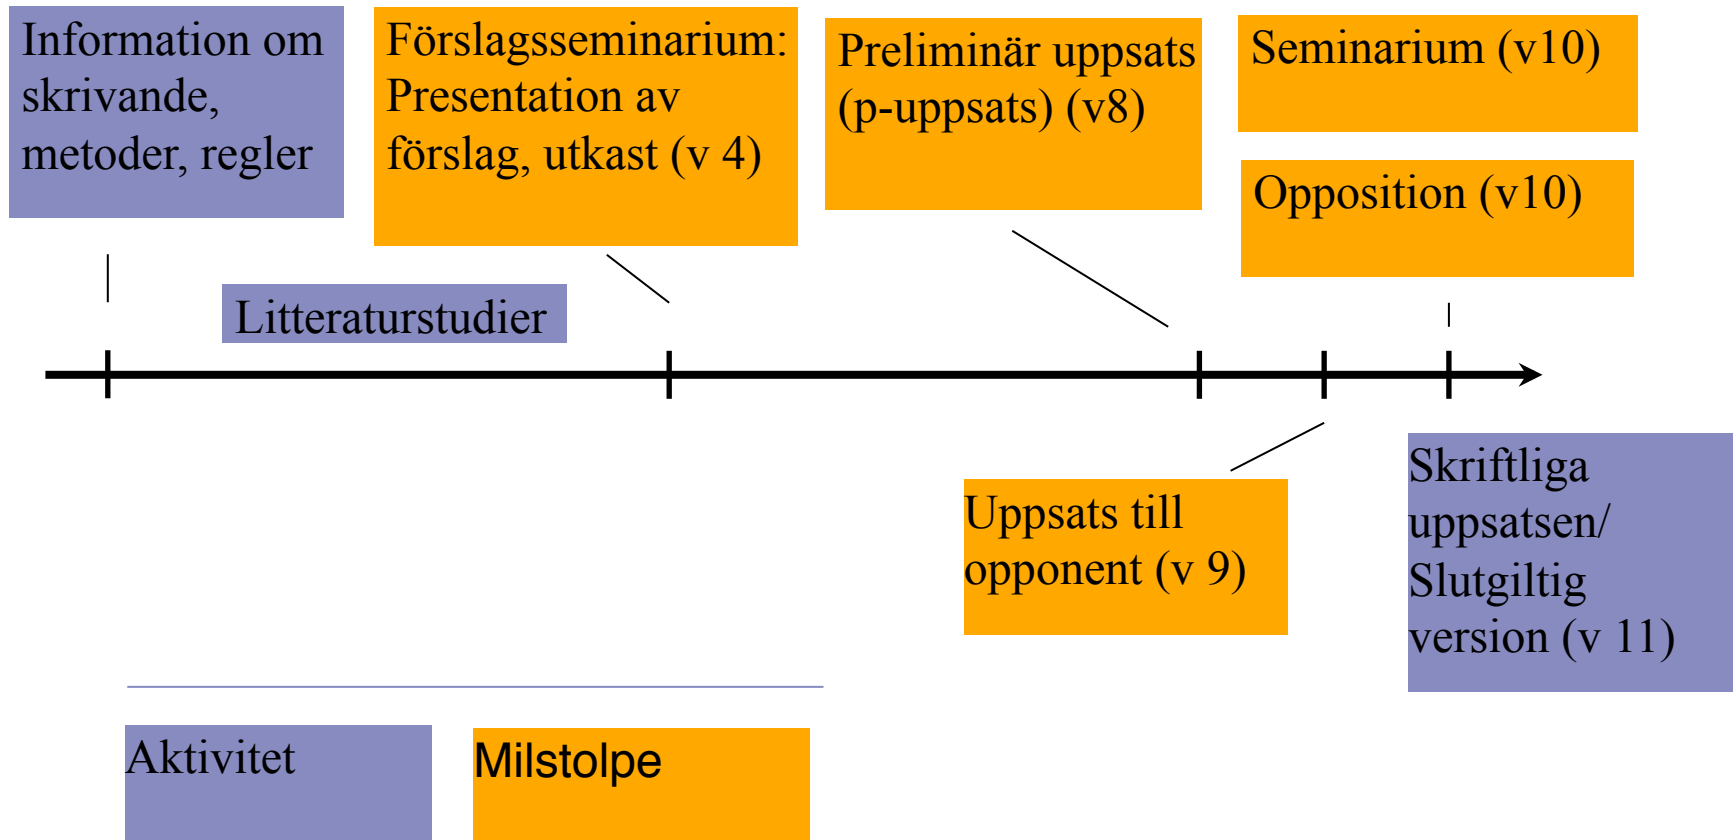 Information om
skrivande,
metoder, regler
Förslagsseminarium:
Presentation av
förslag, utkast (v 4)
Preliminär uppsats
(p-uppsats) (v8)
Seminarium (v10)
Opposition (v10)
Litteraturstudier
Uppsats till
opponent (v 9)
Skriftliga
uppsatsen/
Slutgiltig
version (v 11)
Aktivitet
Milstolpe